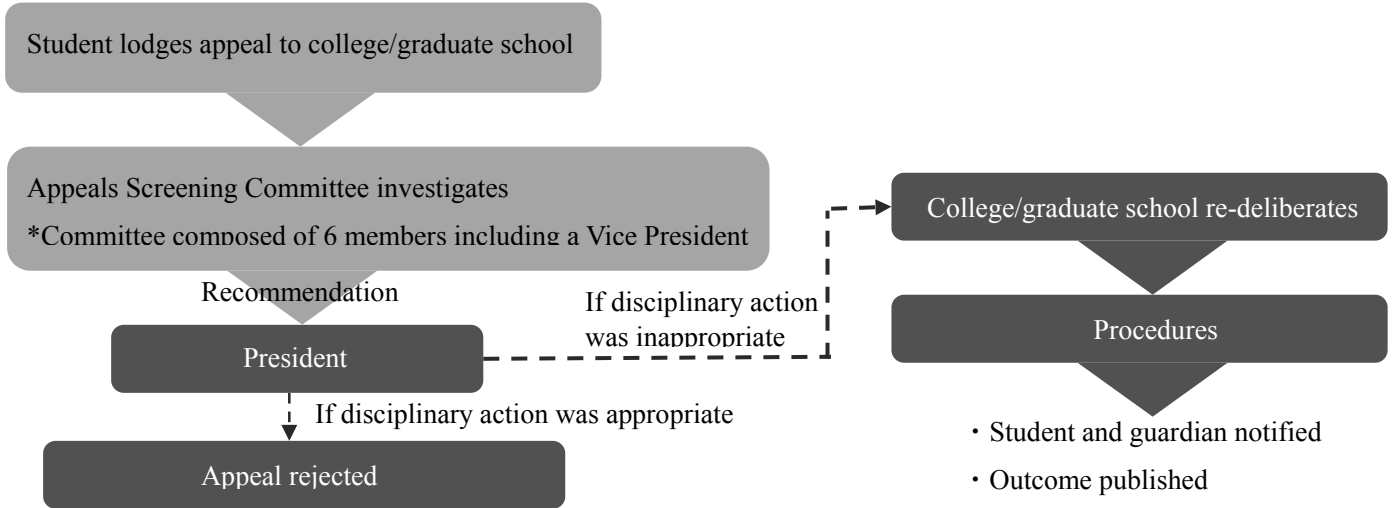 Student lodges appeal to college/graduate school
Appeals Screening Committee investigates
*Committee composed of 6 members including a Vice President
Recommendation
President
If disciplinary action was appropriate
Appeal rejected
If disciplinary action
was inappropriate
College/graduate school re-deliberates
Procedures
・Student and guardian notified
・Outcome published